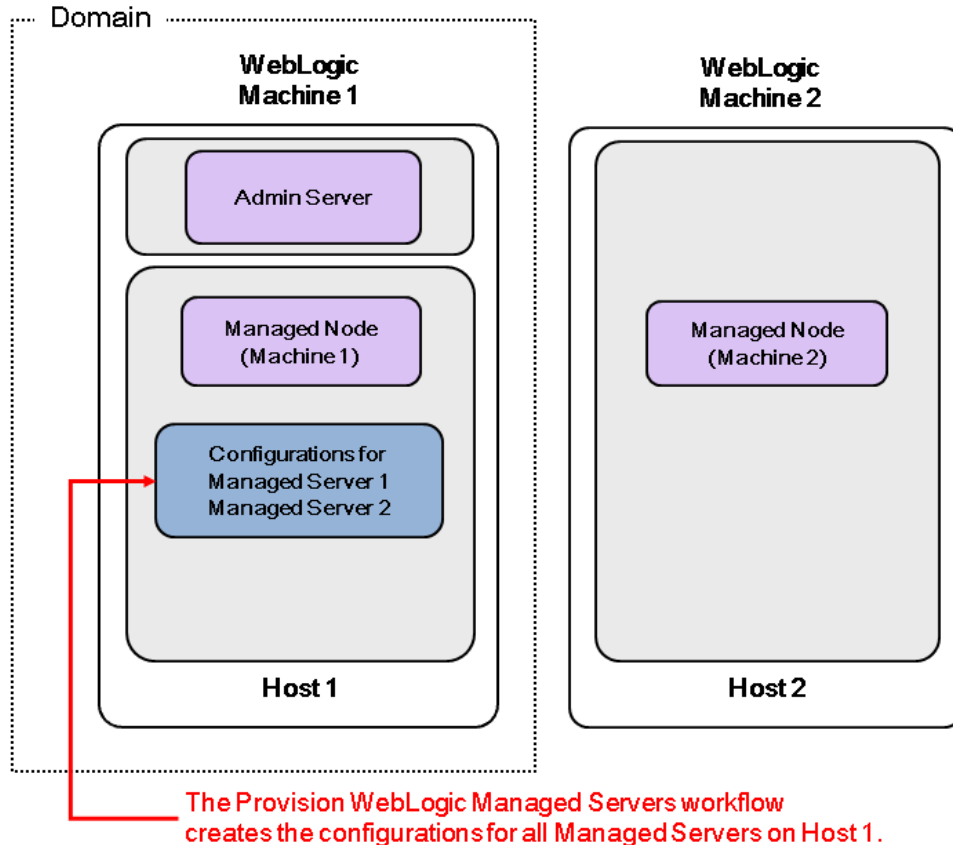 Domain
WebLogic
Machine 1
WebLogic
Machine 2
Admin Server
Managed Node
(Machine 1)
Managed Node
(Machine 2)
Configurations for
Managed Server 1
Managed Server 2
Host 1
Host 2
The Provision WebLogic Managed Servers workflow
creates the configurations for all Managed Servers on Host 1.